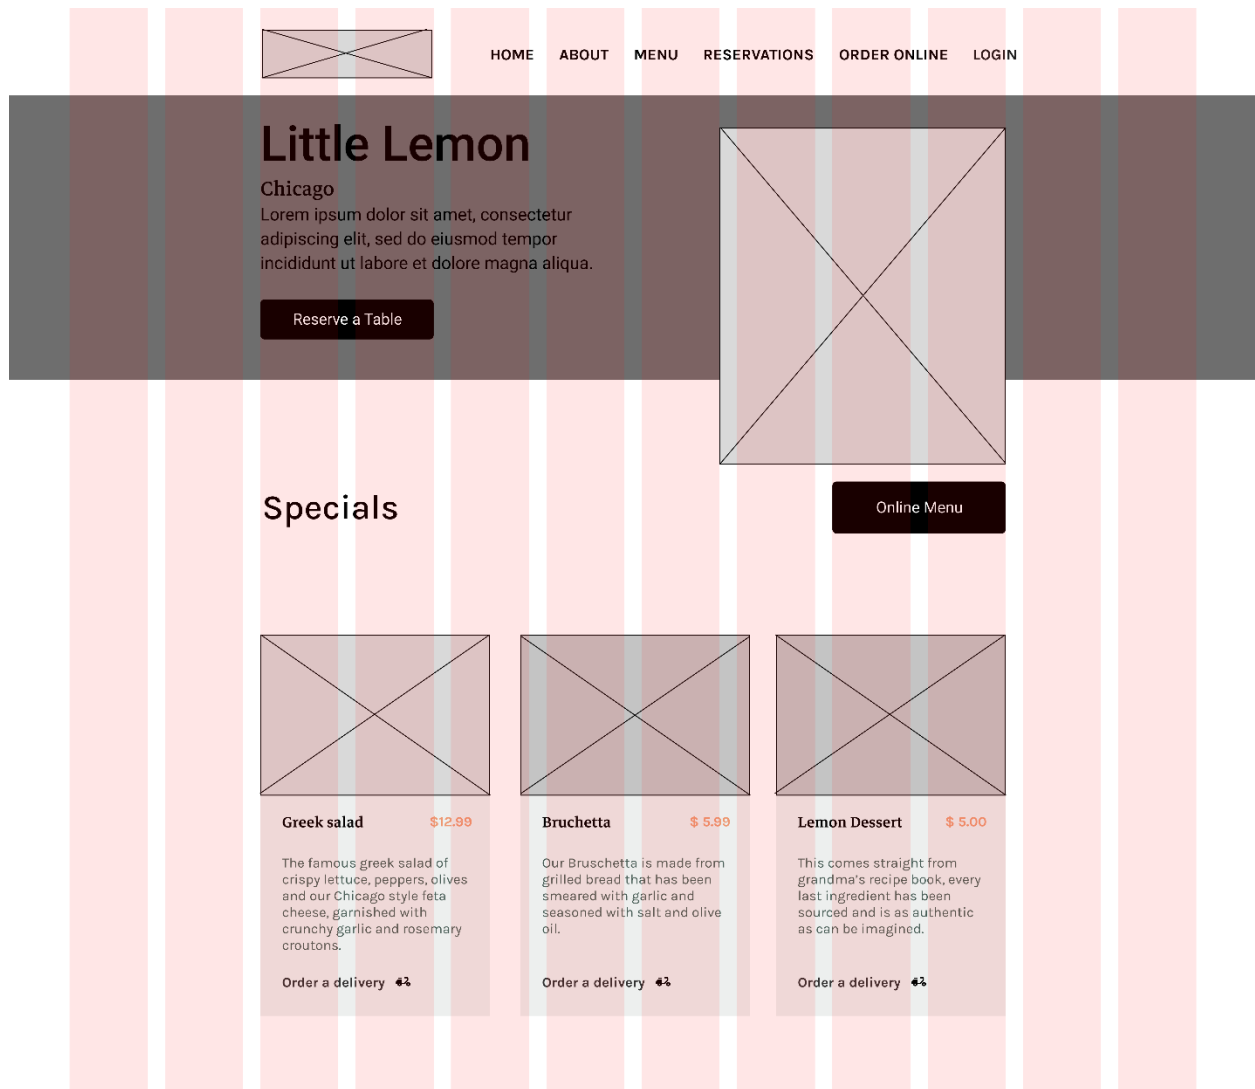 HOME ABOUT MENU RESERVATIONS ORDER ONLINE LOGIN
Little Lemon
Chicago
Lorem ipsum dolor sit amet, consectetur
adipiscing elit, sed do eiusmod tempor
incididunt ut labore et dolore magna aliqua.
Reserve a Table
Specials
Online Menu
Greek salad $12.99
The famous greek salad of
crispy lettuce, peppers, olives
and our Chicago style feta
cheese, garnished with
crunchy garlic and rosemary
croutons.
Order a delivery
Bruchetta $ 5.99
Our Bruschetta is made from
grilled bread that has been
smeared with garlic and
seasoned with salt and olive
oil.
Order a delivery
Lemon Dessert $ 5.00
This comes straight from
grandma's recipe book, every
last ingredient has been
sourced and is as authentic
as can be imagined.
Order a delivery